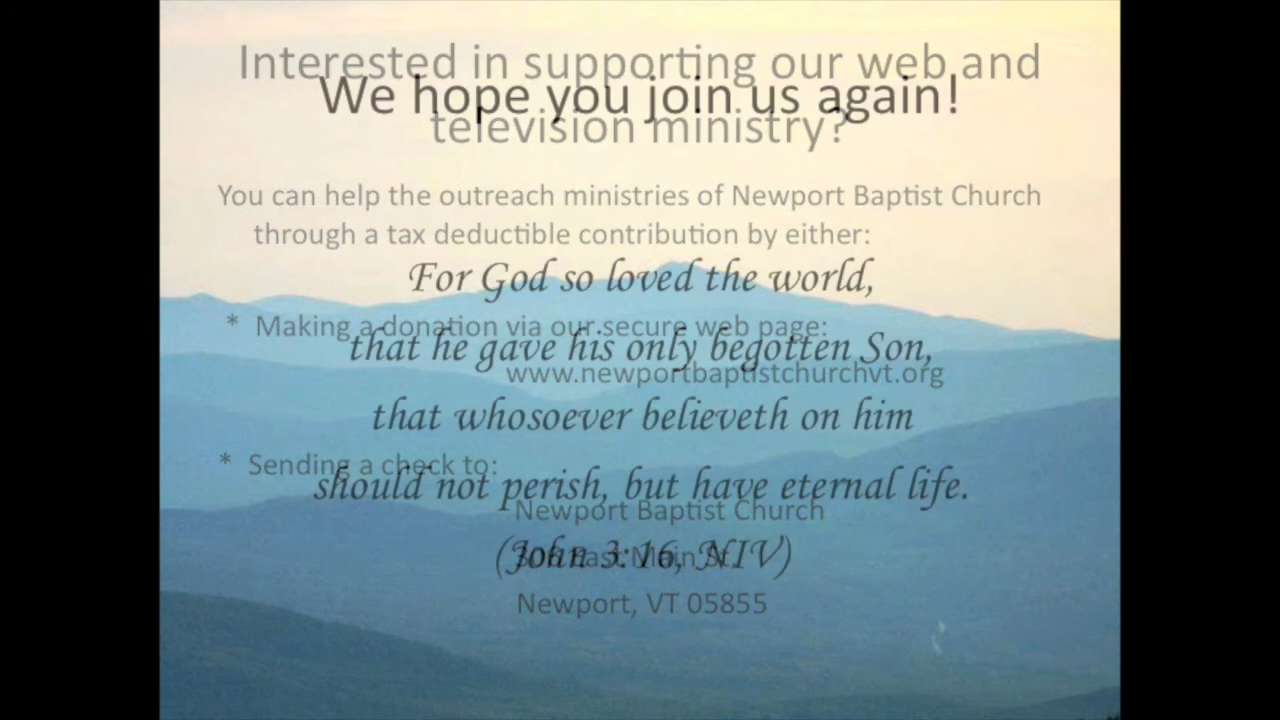 Interested in supporting our web and
We hope you join us again!
television ministry?
You can help the outreach ministries of Newport Baptist Church
through a tax deductible contribution by either:
For God so loved the world,
* Making a donation via our secure web page:
that he gave his only begotten Son,
www.newportbaptistchurchvt.org
that whosoever believeth on him
* Sending a check to:
should not perish, but have eternal life.
Newport Baptist Church
(John 3:16, NIV)
Main St.
Newport, VT 05855